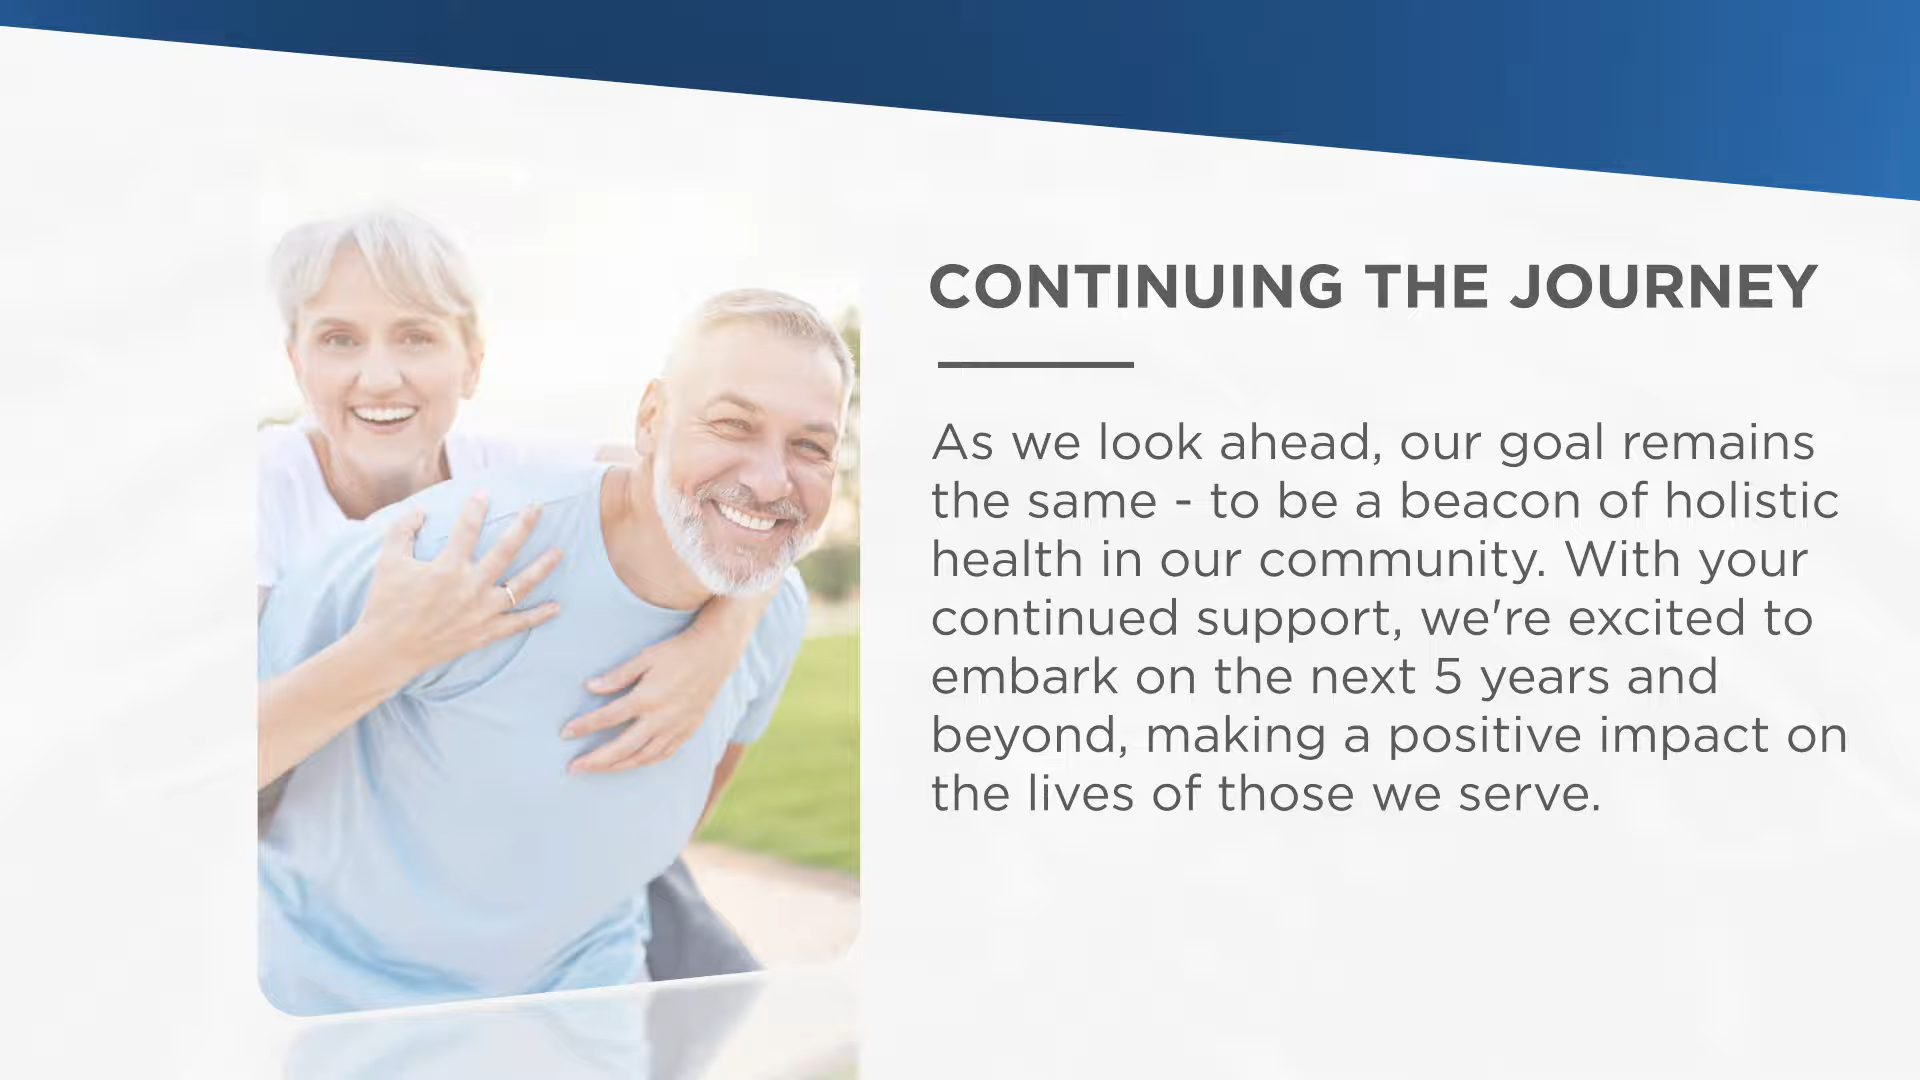 CONTINUING THE JOURNEY
As we look ahead, our goal remains
the same - to be a beacon of holistic
health in our community. With your
continued support, we're excited to
embark on the next 5 years and
beyond, making a positive impact on
the lives of those we serve.